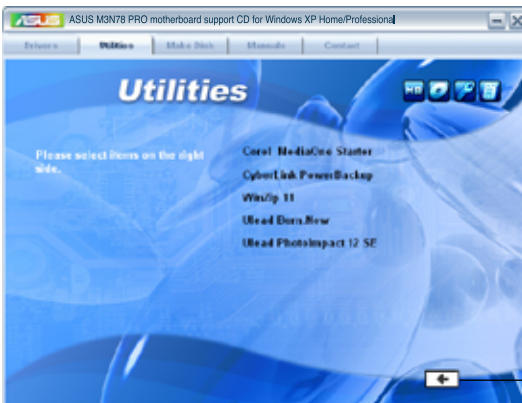 ASUS ASUS M3N78 PRO motherboard support CD for Windows XP Home/Professional
Drivers Utilities Make Disk Manuals Contact
Utilities
Please select items on the right side.
Corel MediaOne Starter
CyberLink PowerBackup
WinZip 11
Ulead Burn.Now
Ulead PhotoImpact 12 SE